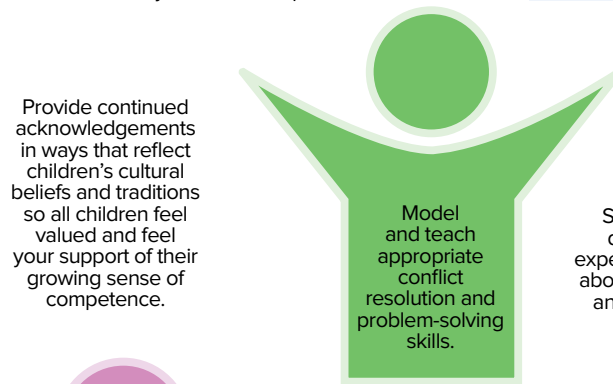 Provide continued
acknowledgements
in ways that reflect
children's cultural
beliefs and traditions
so all children feel
valued and feel
your support of their
growing sense of
competence.
Model
and teach
appropriate
conflict
resolution and
problem-solving
skills.